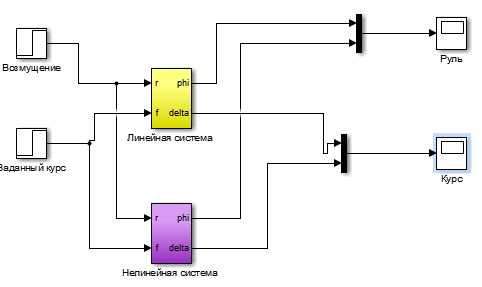 Возмущение
Заданный курс
r phi
f delta
Линейная система
r phi
f delta
Нелинейная система
Руль
Курс